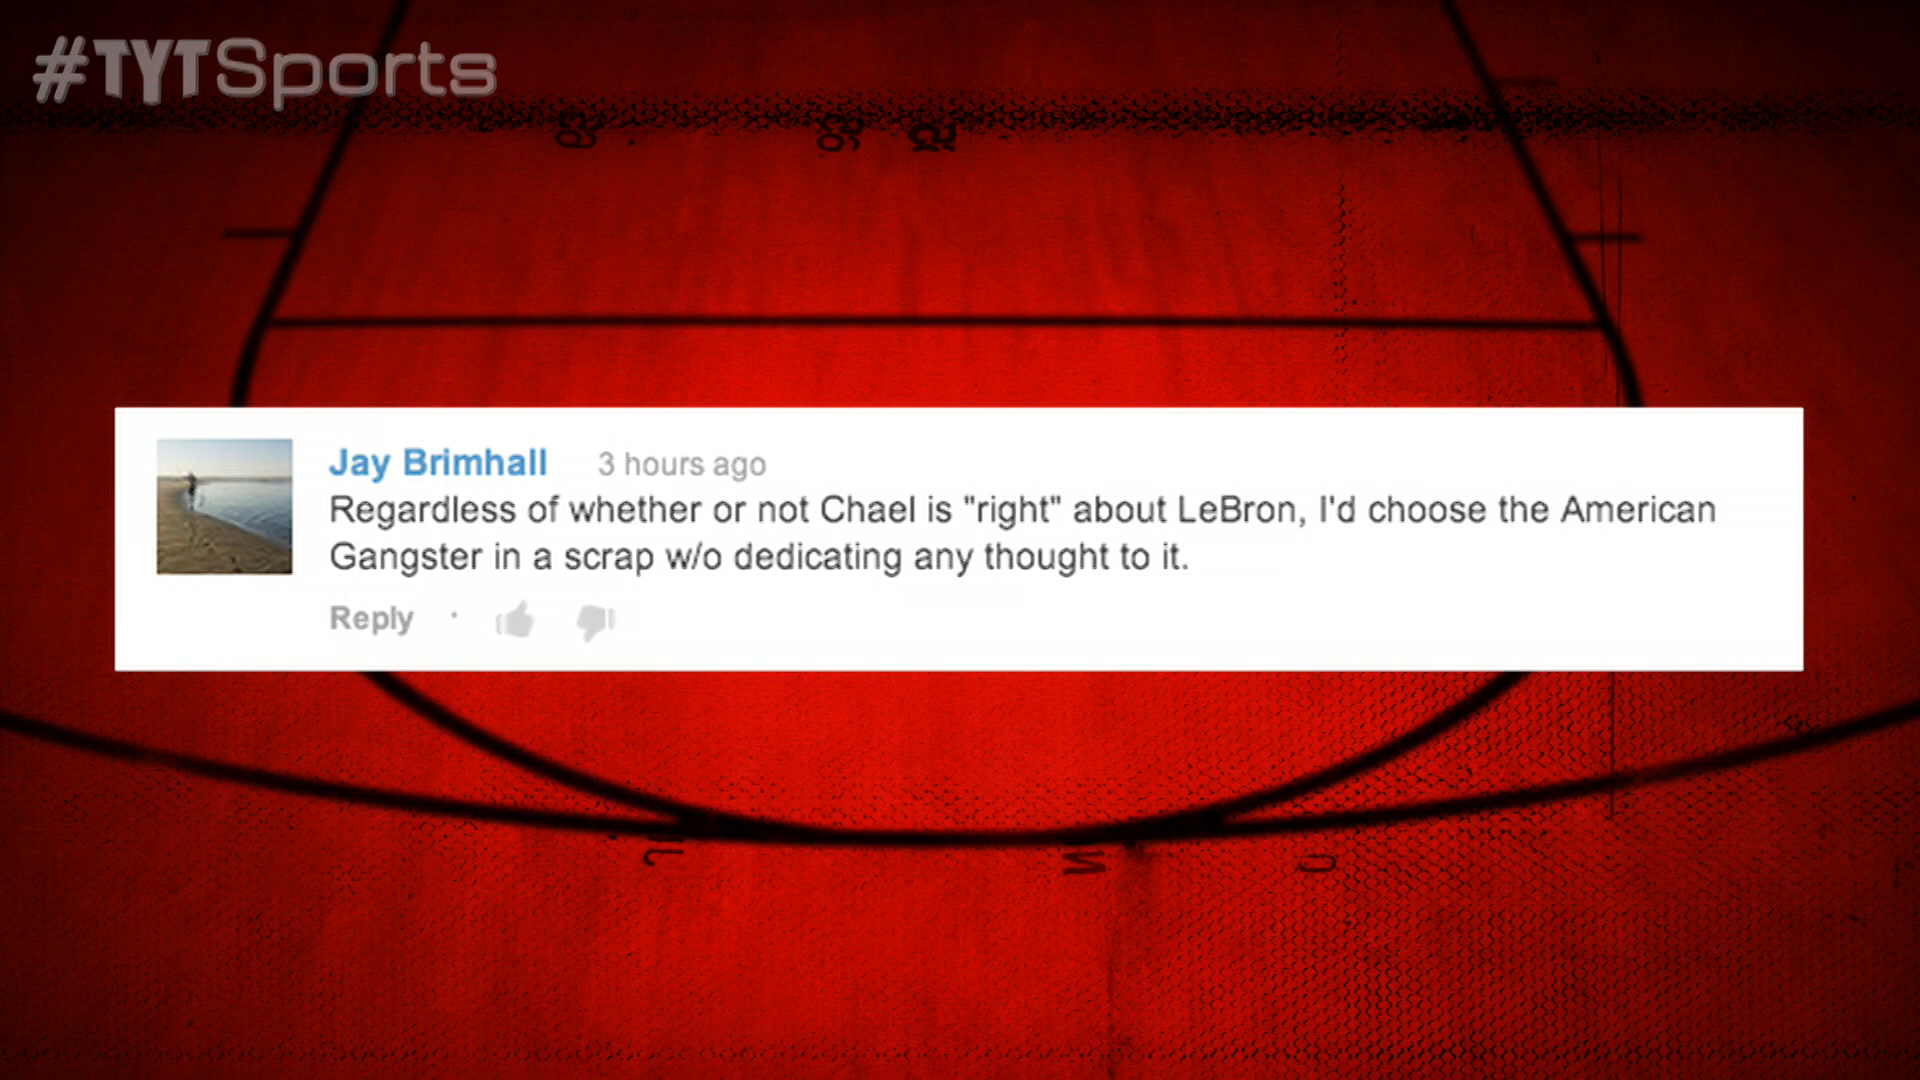 #TYTSports
Jay Brimhall 3 hours ago
Regardless of whether or not Chael is "right" about LeBron, I'd choose the American
Gangster in a scrap w/o dedicating any thought to it.
Reply